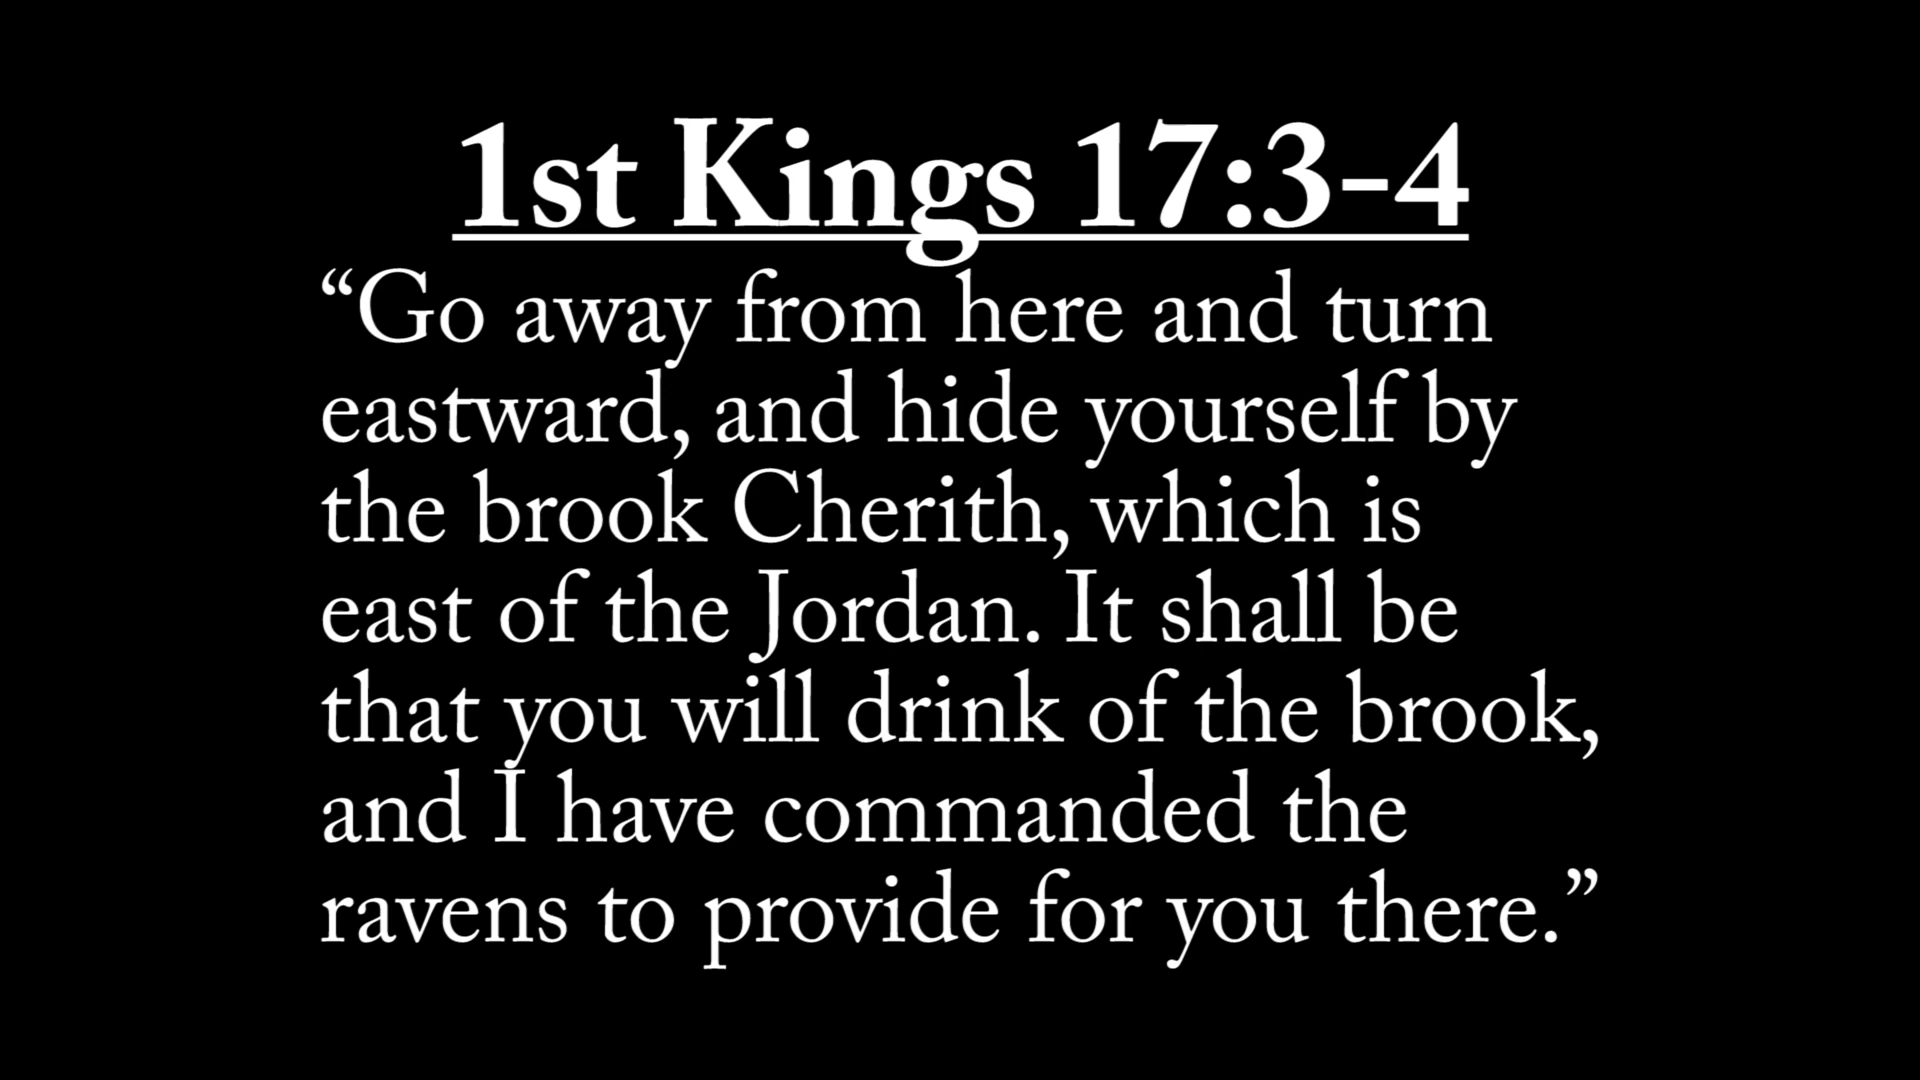 1st Kings 17:3-4
“Go away from here and turn
eastward, and hide yourself by
the brook Cherith, which is
east of the Jordan. It shall be
that you will drink of the brook,
and I have commanded the
ravens to provide for you there.”